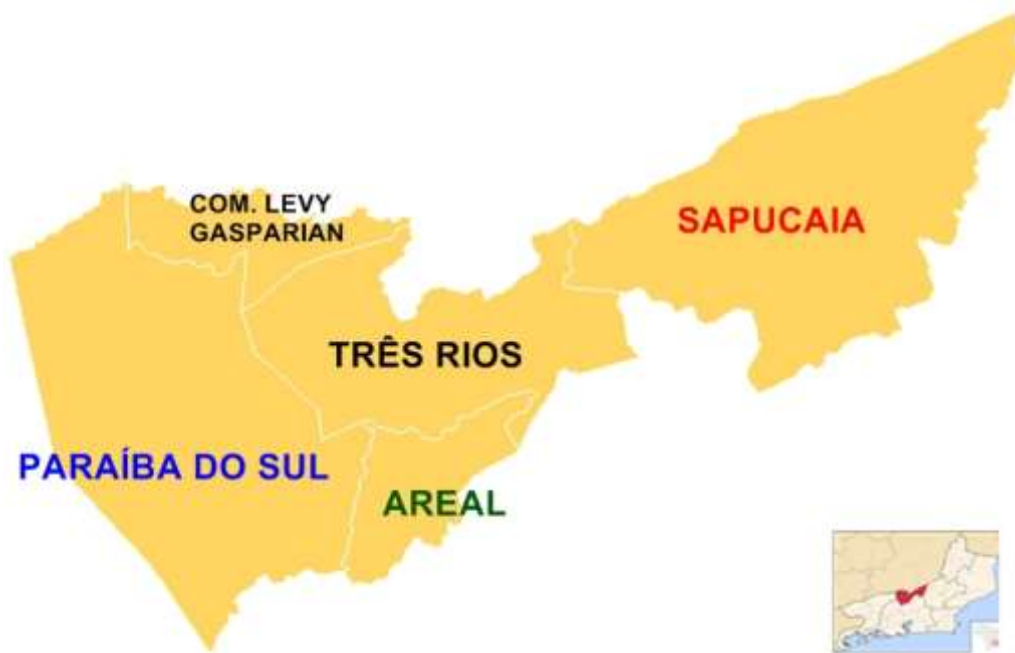 COM. LEVY
GASPARIAN
SAPUCAIA
TRÊS RIOS
PARAÍBA DO SUL
AREAL